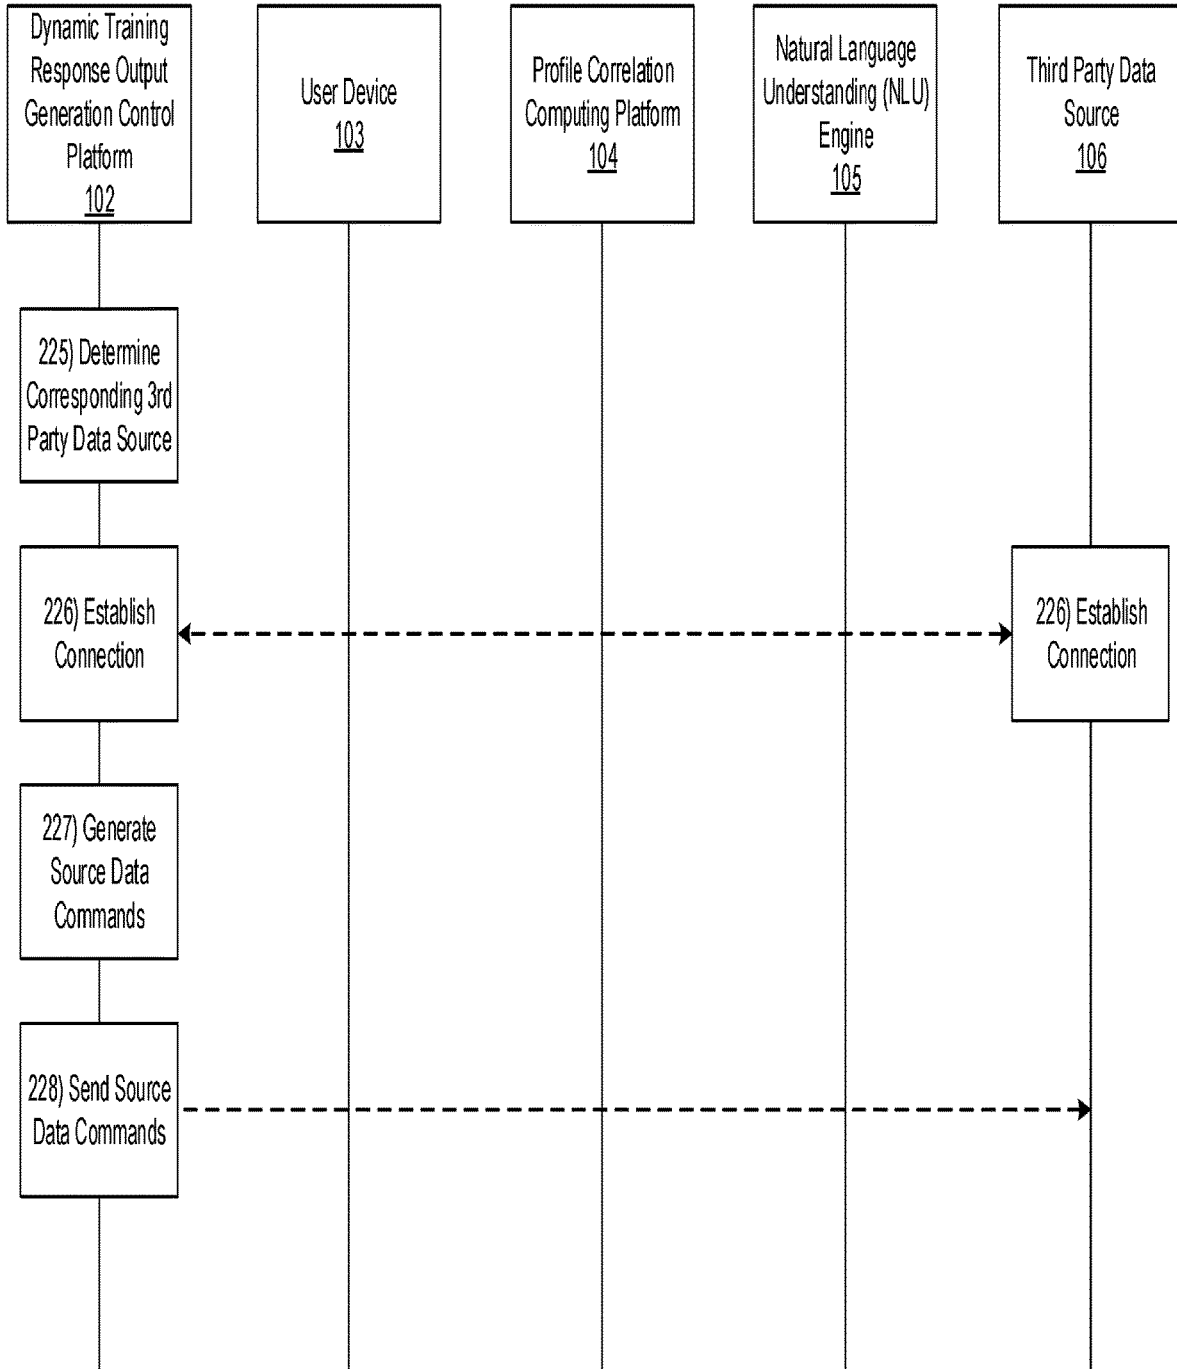 Dynamic Training
Response Output
Generation Control
Platform
102
User Device
103
Profile Correlation
Computing Platform
104
Natural Language
Understanding (NLU)
Engine
105
Third Party Data
Source
106
225) Determine
Corresponding 3rd
Party Data Source
226) Establish
Connection
226) Establish
Connection
227) Generate
Source Data
Commands
228) Send Source
Data Commands